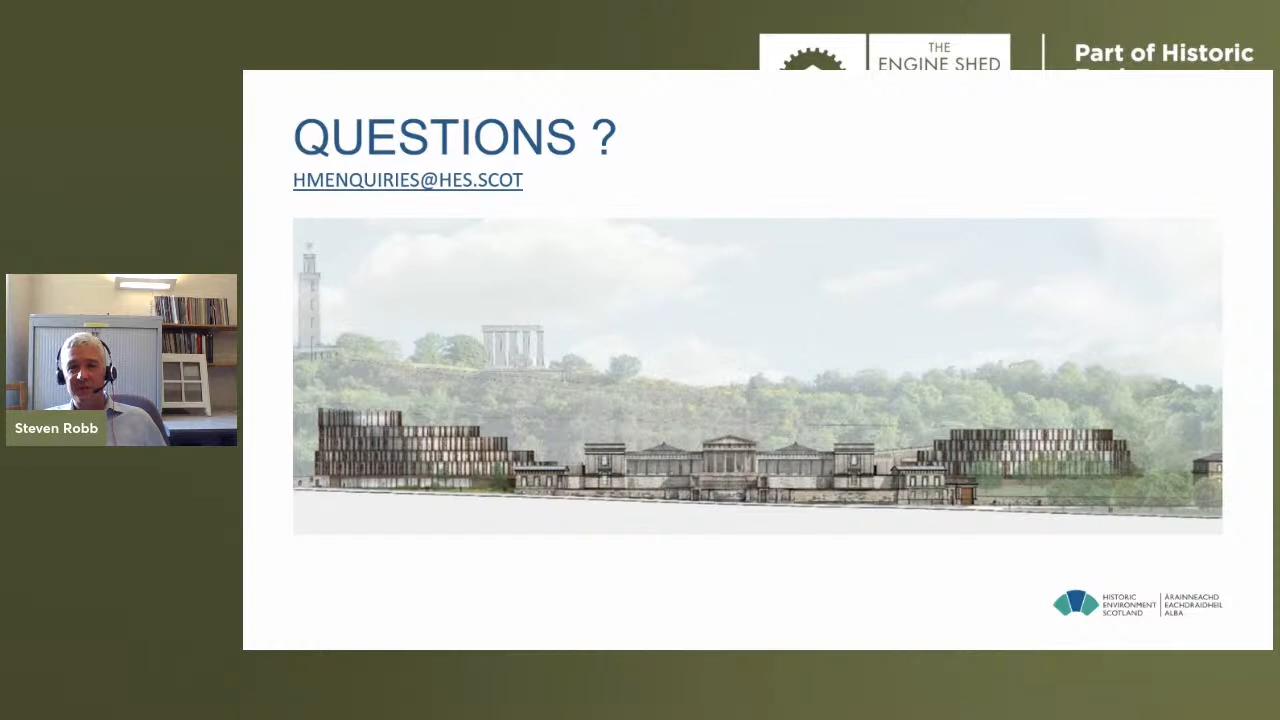 THE
ENGINE SHED
Part of Historic
QUESTIONS ?
HMENQUIRIES@HES.SCOT
Steven Robb
HISTORIC
ENVIRONMENT
SCOTLAND
ÀRAINNEACHD
EACHDRAIDHEIL
ALBA